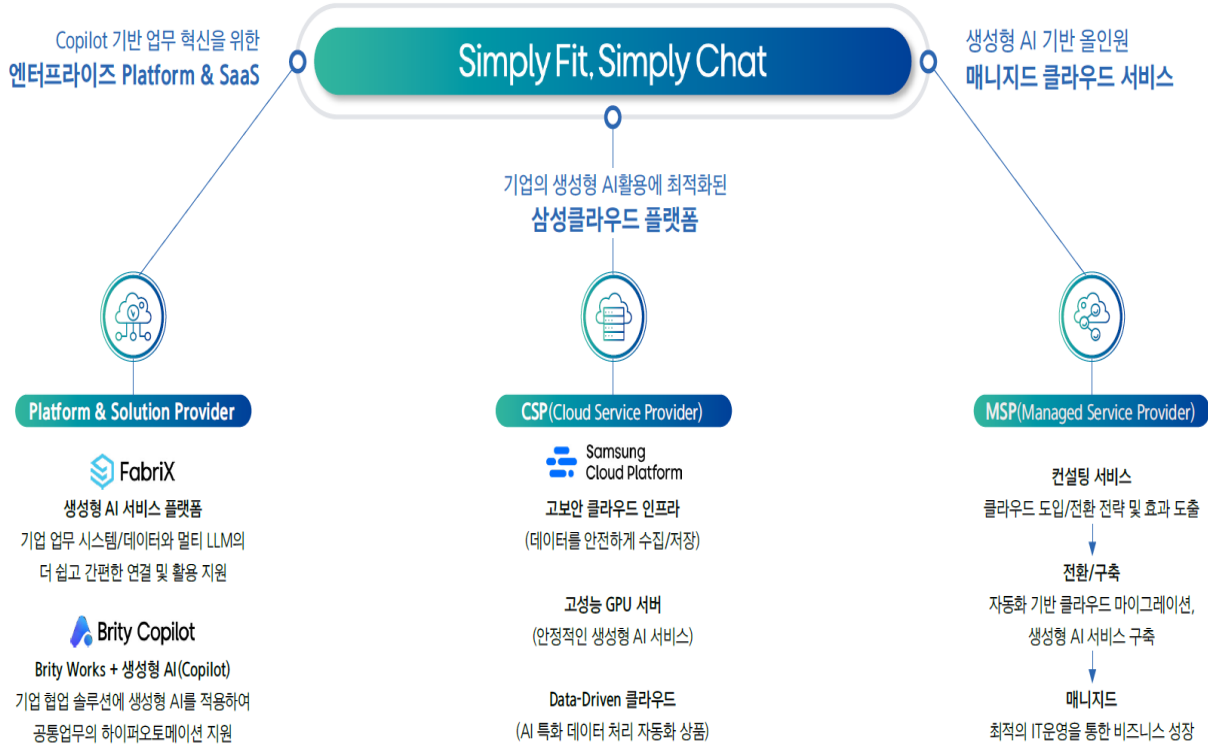 Copilot 기반 업무 혁신을 위한
엔터프라이즈 Platform & SaaS
Simply Fit, Simply Chat
생성형 AI 기반 올인원
매니지드 클라우드 서비스
기업의 생성형 AI활용에 최적화된
삼성클라우드 플랫폼
Platform & Solution Provider
FabriX
생성형 AI 서비스 플랫폼
기업 업무 시스템/데이터와 멀티 LLM의
더 쉽고 간편한 연결 및 활용 지원
Brity Copilot
Brity Works + 생성형 AI(Copilot)
기업 협업 솔루션에 생성형 AI를 적용하여
공통업무의 하이퍼오토메이션 지원
CSP(Cloud Service Provider)
Samsung
Cloud Platform
고보안 클라우드 인프라
(데이터를 안전하게 수집/저장)
고성능 GPU 서버
(안정적인 생성형 AI 서비스)
Data-Driven 클라우드
(AI 특화 데이터 처리 자동화 상품)
MSP(Managed Service Provider)
컨설팅 서비스
클라우드 도입/전환 전략 및 효과 도출
전환/구축
자동화 기반 클라우드 마이그레이션,
생성형 AI 서비스 구축
매니지드
최적의 IT운영을 통한 비즈니스 성장